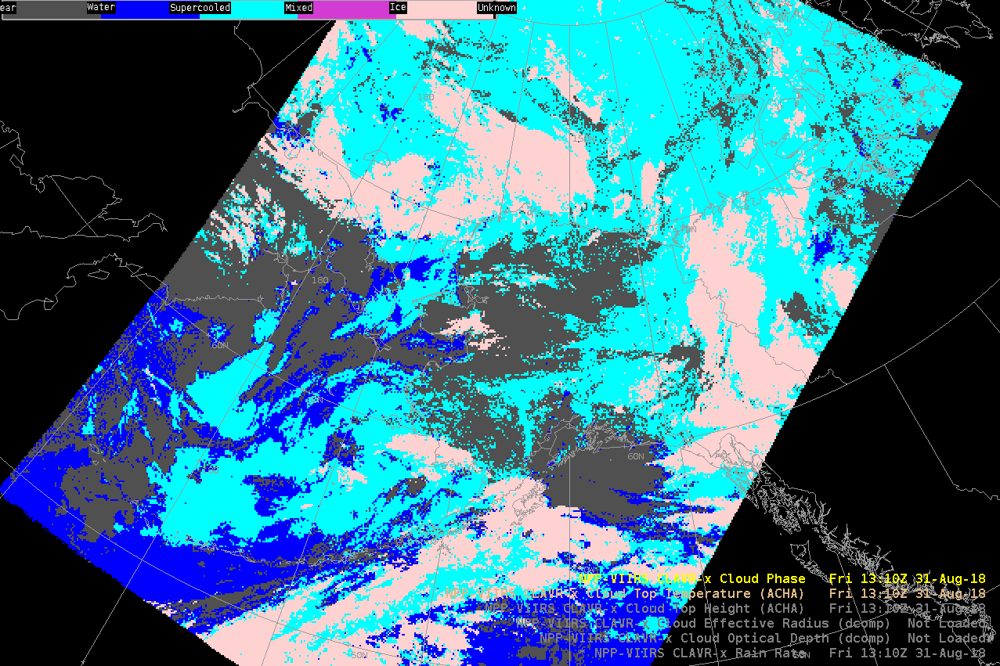 ear Water Supercooled Mixed Ice Unknown
180
60N
60N
50N
NPP-VIIRS CLAVR-x Cloud Phase Fri 13:10Z 31-Aug-18
CLAVR-x Cloud Top Temperature (ACHA) Fri 13:10Z 31-Aug-18
NPP-VIIRS CLAVR-x Cloud Top Height (ACHA) Fri 13:10Z 31-Aug-18
NPP-VIIRS CLAVR-x Cloud Effective Radius (dcomp) Not Loaded
NPP-VIIRS CLAVR-x Cloud Optical Depth (dcomp) Not Loaded
NPP-VIIRS CLAVR-x Rain Rate Fri 13:10Z 31-Aug-18